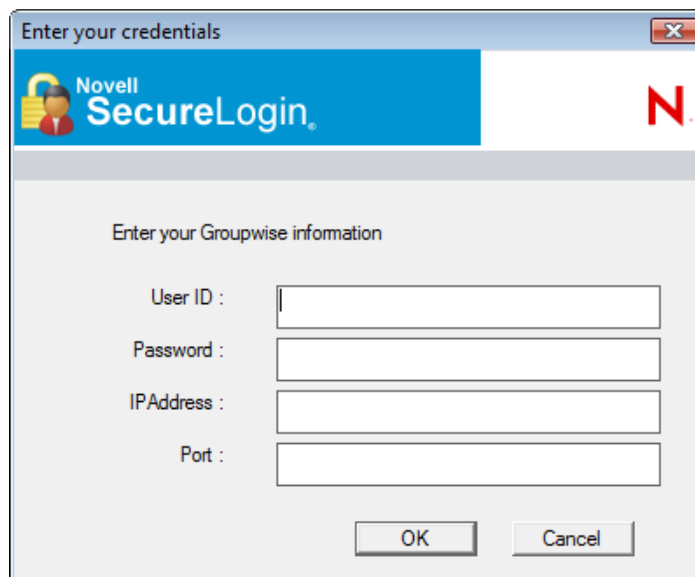 Enter your credentials
Novell
SecureLogin®
N.
Enter your Groupwise information
User ID :
Password :
IPAddress :
Port :
OK
Cancel